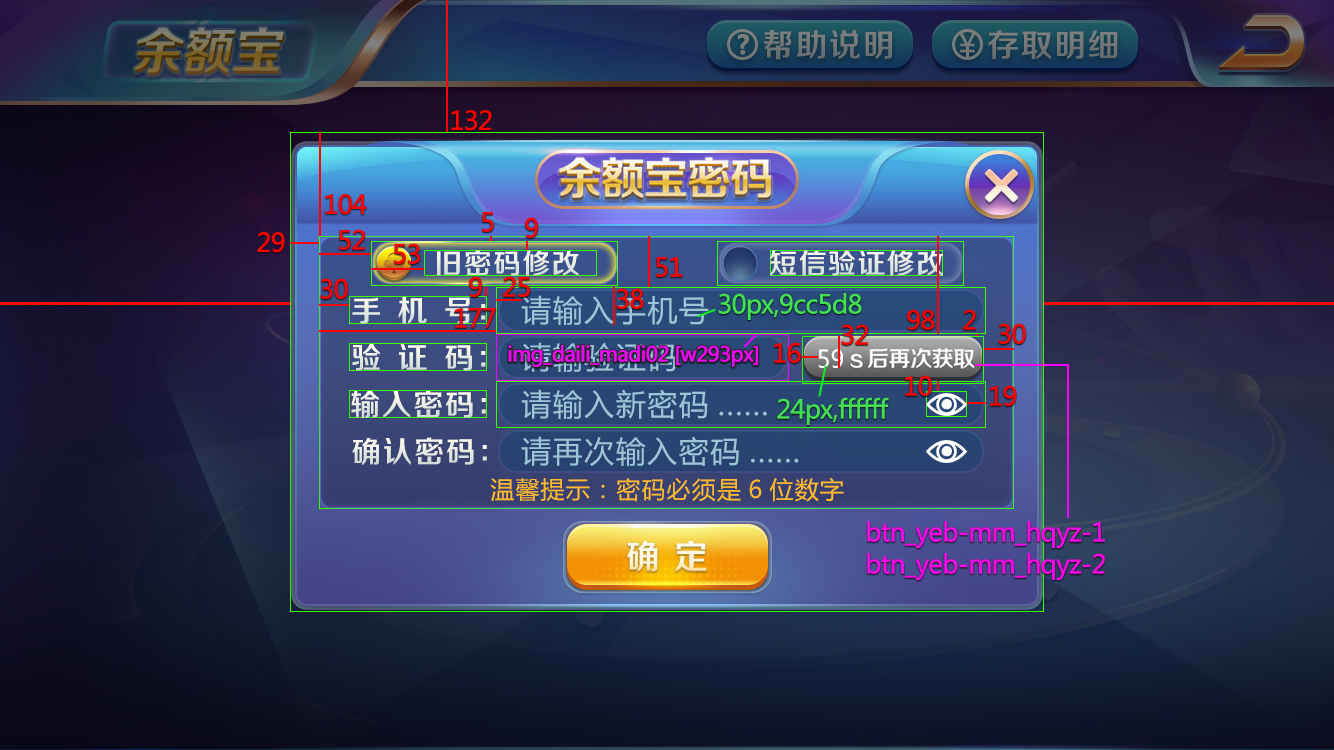 余额宝
帮助说明
存取明细
132
余额宝密码
104
5
9
29
52
53
旧密码修改
51
短信验证修改
30
手 机 号:
9
25
请输入手机号
38
30px,9cc5d8
177
98
2
30
验 证 码:
请输验证码
img_daili_madi02 [w293px]
16
32
59 s 后再次获取
输入密码:
请输入新密码 ......
24px,ffffff
10
19
确认密码:
请再次输入密码 ......
温馨提示：密码必须是 6 位数字
btn_yeb-mm_hqyz-1
btn_yeb-mm_hqyz-2
确 定